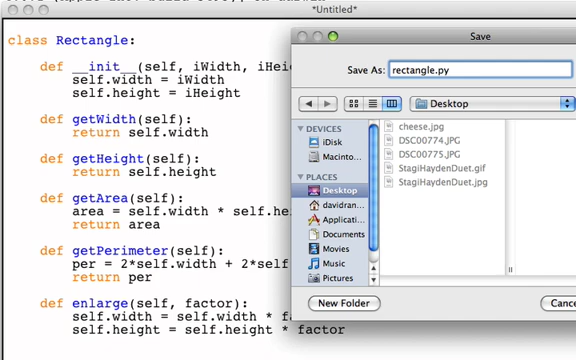 *Untitled*
class Rectangle:
def __init__(self, iWidth, iHei
self.width = iWidth
self.height = iHeight
def getWidth(self):
return self.width
def getHeight(self):
return self.height
def getArea(self):
area = self.width * self.he
return area
def getPerimeter(self):
per = 2*self.width + 2*self
return per
def enlarge(self, factor):
self.width = self.width * fa
self.height = self.height * factor
Save
Save As: rectangle.py
Desktop
DEVICES
iDisk
Macinto...
PLACES
Desktop
davidran...
Applicati...
Documents
Movies
Music
Pictures
cheese.jpg
DSC00774.JPG
DSC00775.JPG
StagiHaydenDuet.gif
StagiHaydenDuet.jpg
New Folder
Cance